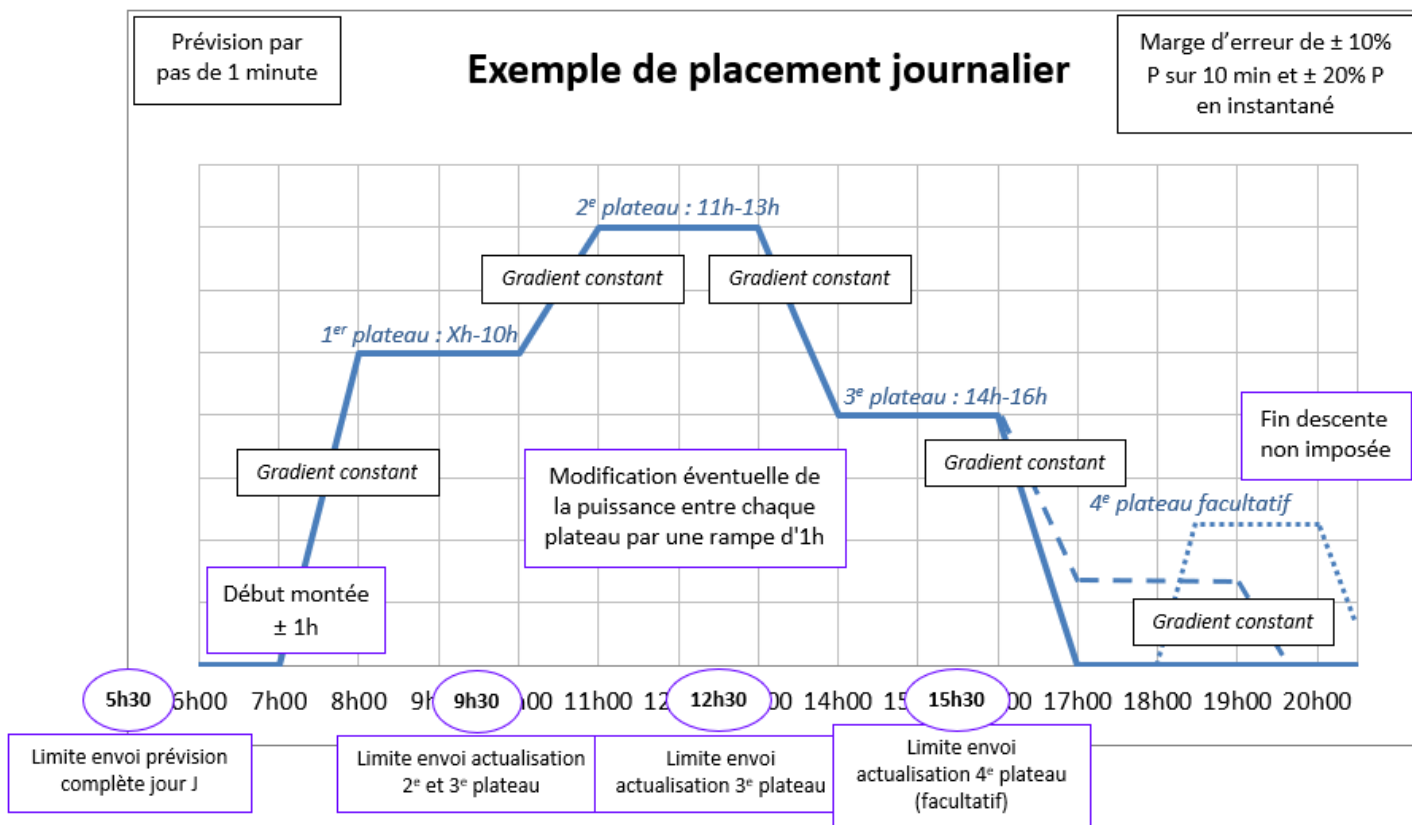 Prévision par
pas de 1 minute
Exemple de placement journalier
Marge d'erreur de ± 10%
P sur 10 min et ± 20% P
en instantané
2e plateau : 11h-13h
Gradient constant
Gradient constant
1er plateau : Xh-10h
3e plateau : 14h-16h
Fin descente
non imposée
Gradient constant
Modification éventuelle de
la puissance entre chaque
plateau par une rampe d'1h
Gradient constant
4e plateau facultatif
Début montée
± 1h
Gradient constant
5h30 6h00 7h00 8h00 9h30 11h00 12h30 14h00 15h30 17h00 18h00 19h00 20h00
Limite envoi prévision
complète jour J
Limite envoi actualisation
2e et 3e plateau
Limite envoi
actualisation 3e plateau
Limite envoi
actualisation 4e plateau
(facultatif)